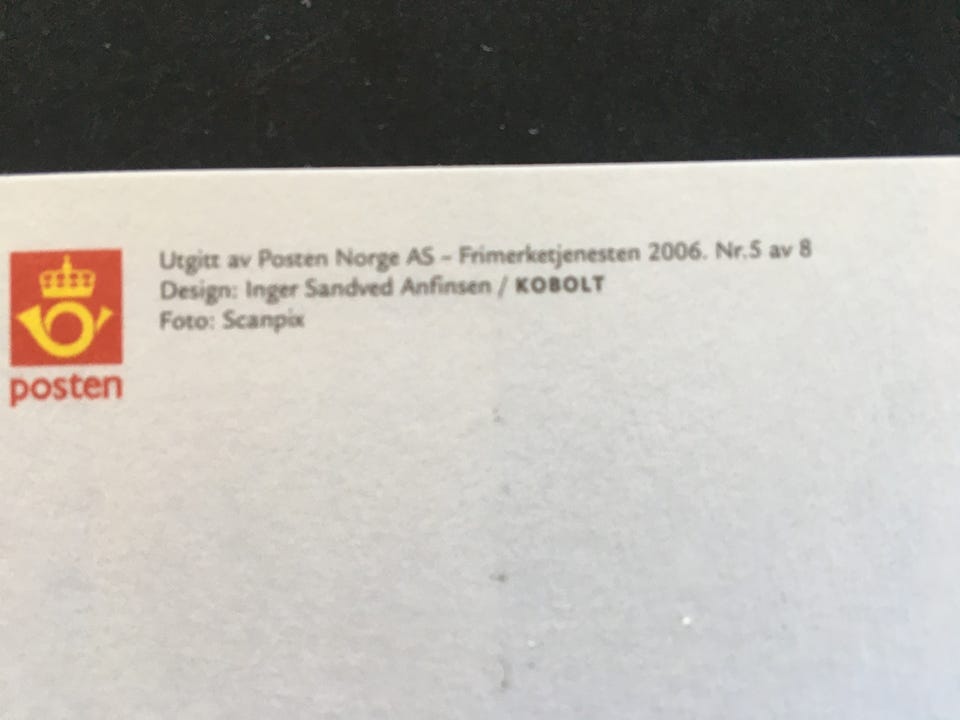 Utgitt av Posten Norge AS – Frimerketjenesten 2006. Nr.5 av 8
Design: Inger Sandved Anfinsen / KOBOLT
Foto: Scanpix
posten